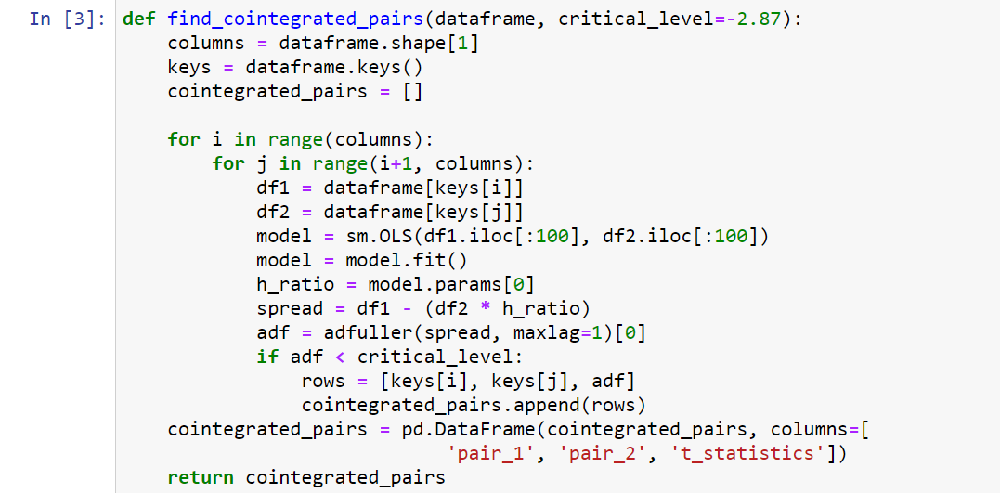 In [3]: def find_cointegrated_pairs(dataframe, critical_level=-2.87):
    columns = dataframe.shape[1]
    keys = dataframe.keys()
    cointegrated_pairs = []

    for i in range(columns):
        for j in range(i+1, columns):
            df1 = dataframe[keys[i]]
            df2 = dataframe[keys[j]]
            model = sm.OLS(df1.iloc[:100], df2.iloc[:100])
            model = model.fit()
            h_ratio = model.params[0]
            spread = df1 - (df2 * h_ratio)
            adf = adfuller(spread, maxlag=1)[0]
            if adf < critical_level:
                rows = [keys[i], keys[j], adf]
                cointegrated_pairs.append(rows)
    cointegrated_pairs = pd.DataFrame(cointegrated_pairs, columns=[
                             'pair_1', 'pair_2', 't_statistics'])
    return cointegrated_pairs